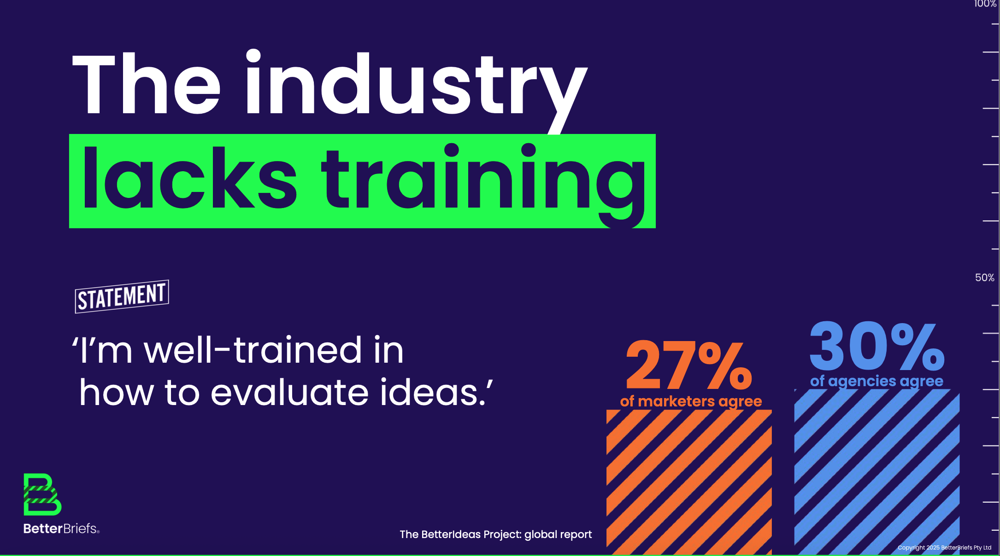 100%
The industry
lacks training
50%
STATEMENT
‘I’m well-trained in
how to evaluate ideas.’
27%
of marketers agree
30%
of agencies agree
BetterBriefs®
The BetterIdeas Project: global report
Copyright 2025 BetterBriefs Pty Ltd